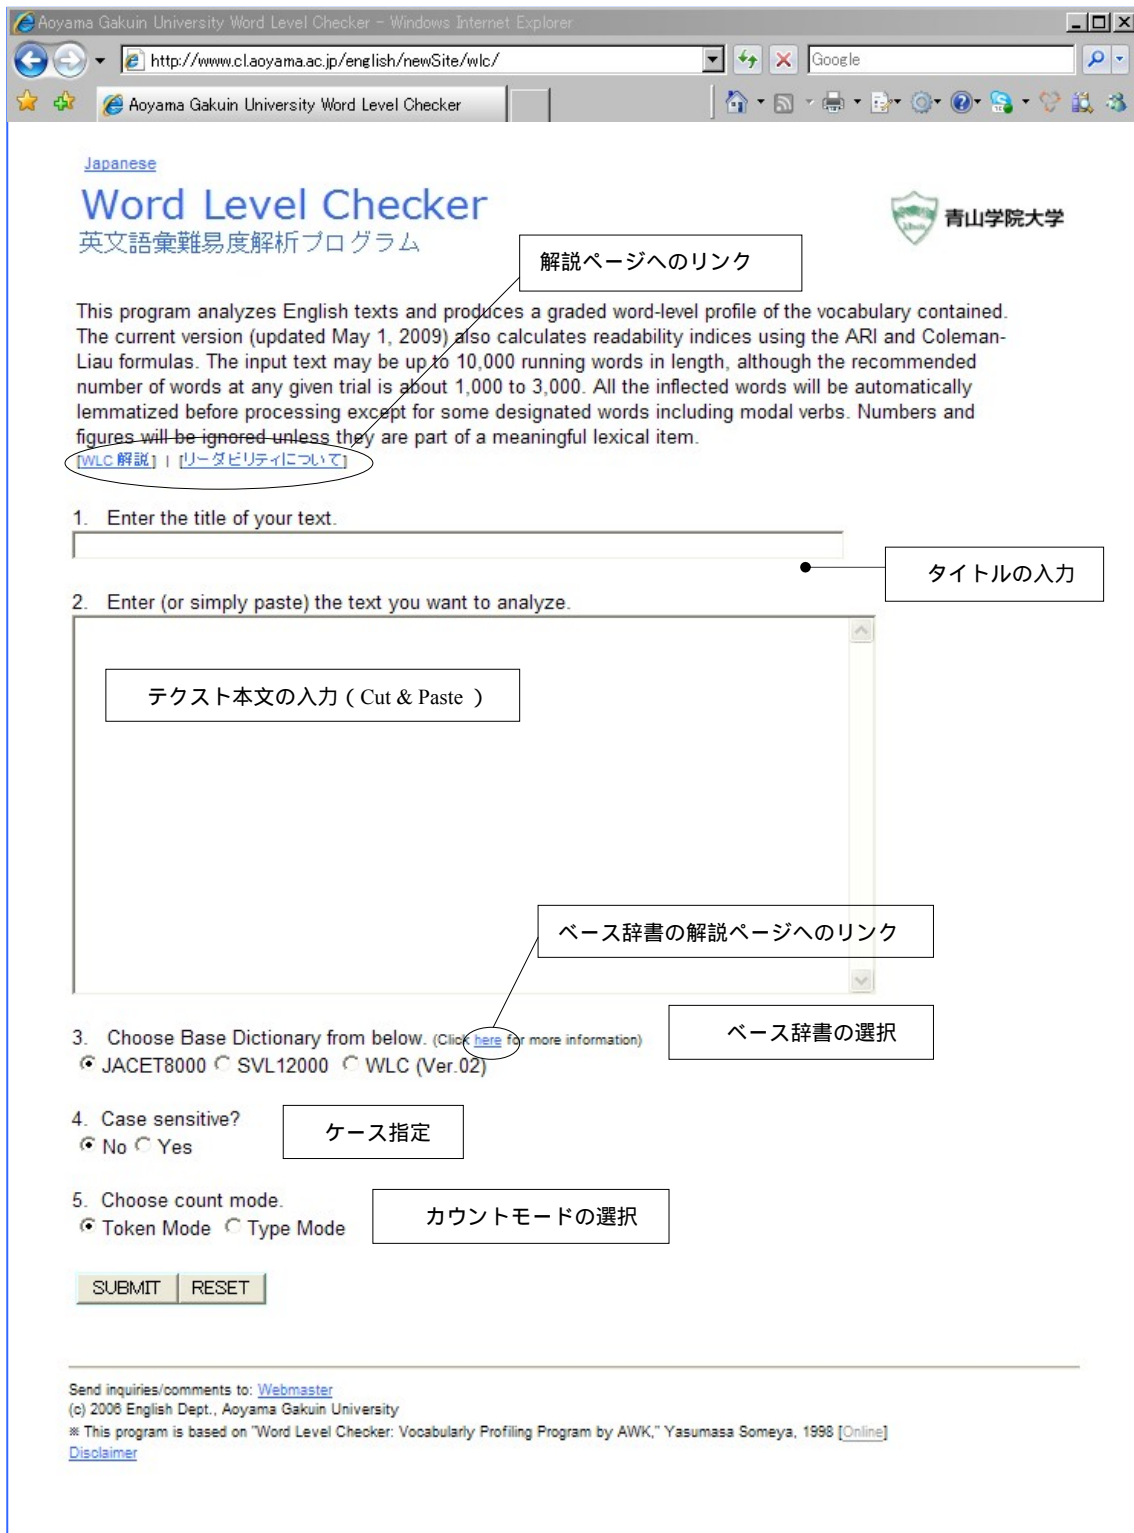 Aoyama Gakuin University Word Level Checker - Windows Internet Explorer
http://www.cl.aoyama.ac.jp/english/newSite/wlc/
Google
Aoyama Gakuin University Word Level Checker
Japanese
Word Level Checker
英文語彙難易度解析プログラム
青山学院大学
解説ページへのリンク
This program analyzes English texts and produces a graded word-level profile of the vocabulary contained.
The current version (updated May 1, 2009) also calculates readability indices using the ARI and Coleman-
Liau formulas. The input text may be up to 10,000 running words in length, although the recommended
number of words at any given trial is about 1,000 to 3,000. All the inflected words will be automatically
lemmatized before processing except for some designated words including modal verbs. Numbers and
figures will be ignored unless they are part of a meaningful lexical item.
[WLC 解説] | [リーダビリティについて]
1. Enter the title of your text.
タイトルの入力
2. Enter (or simply paste) the text you want to analyze.
テクスト本文の入力 ( Cut & Paste )
ベース辞書の解説ページへのリンク
3. Choose Base Dictionary from below. (Click here for more information)
ベース辞書の選択
JACET8000 SVL12000 WLC (Ver.02)
4. Case sensitive?
ケース指定
No Yes
5. Choose count mode.
カウントモードの選択
Token Mode Type Mode
SUBMIT RESET
Send inquiries/comments to: Webmaster
(c) 2006 English Dept., Aoyama Gakuin University
※ This program is based on "Word Level Checker: Vocabularly Profiling Program by AWK," Yasumasa Someya, 1998 [Online]
Disclaimer